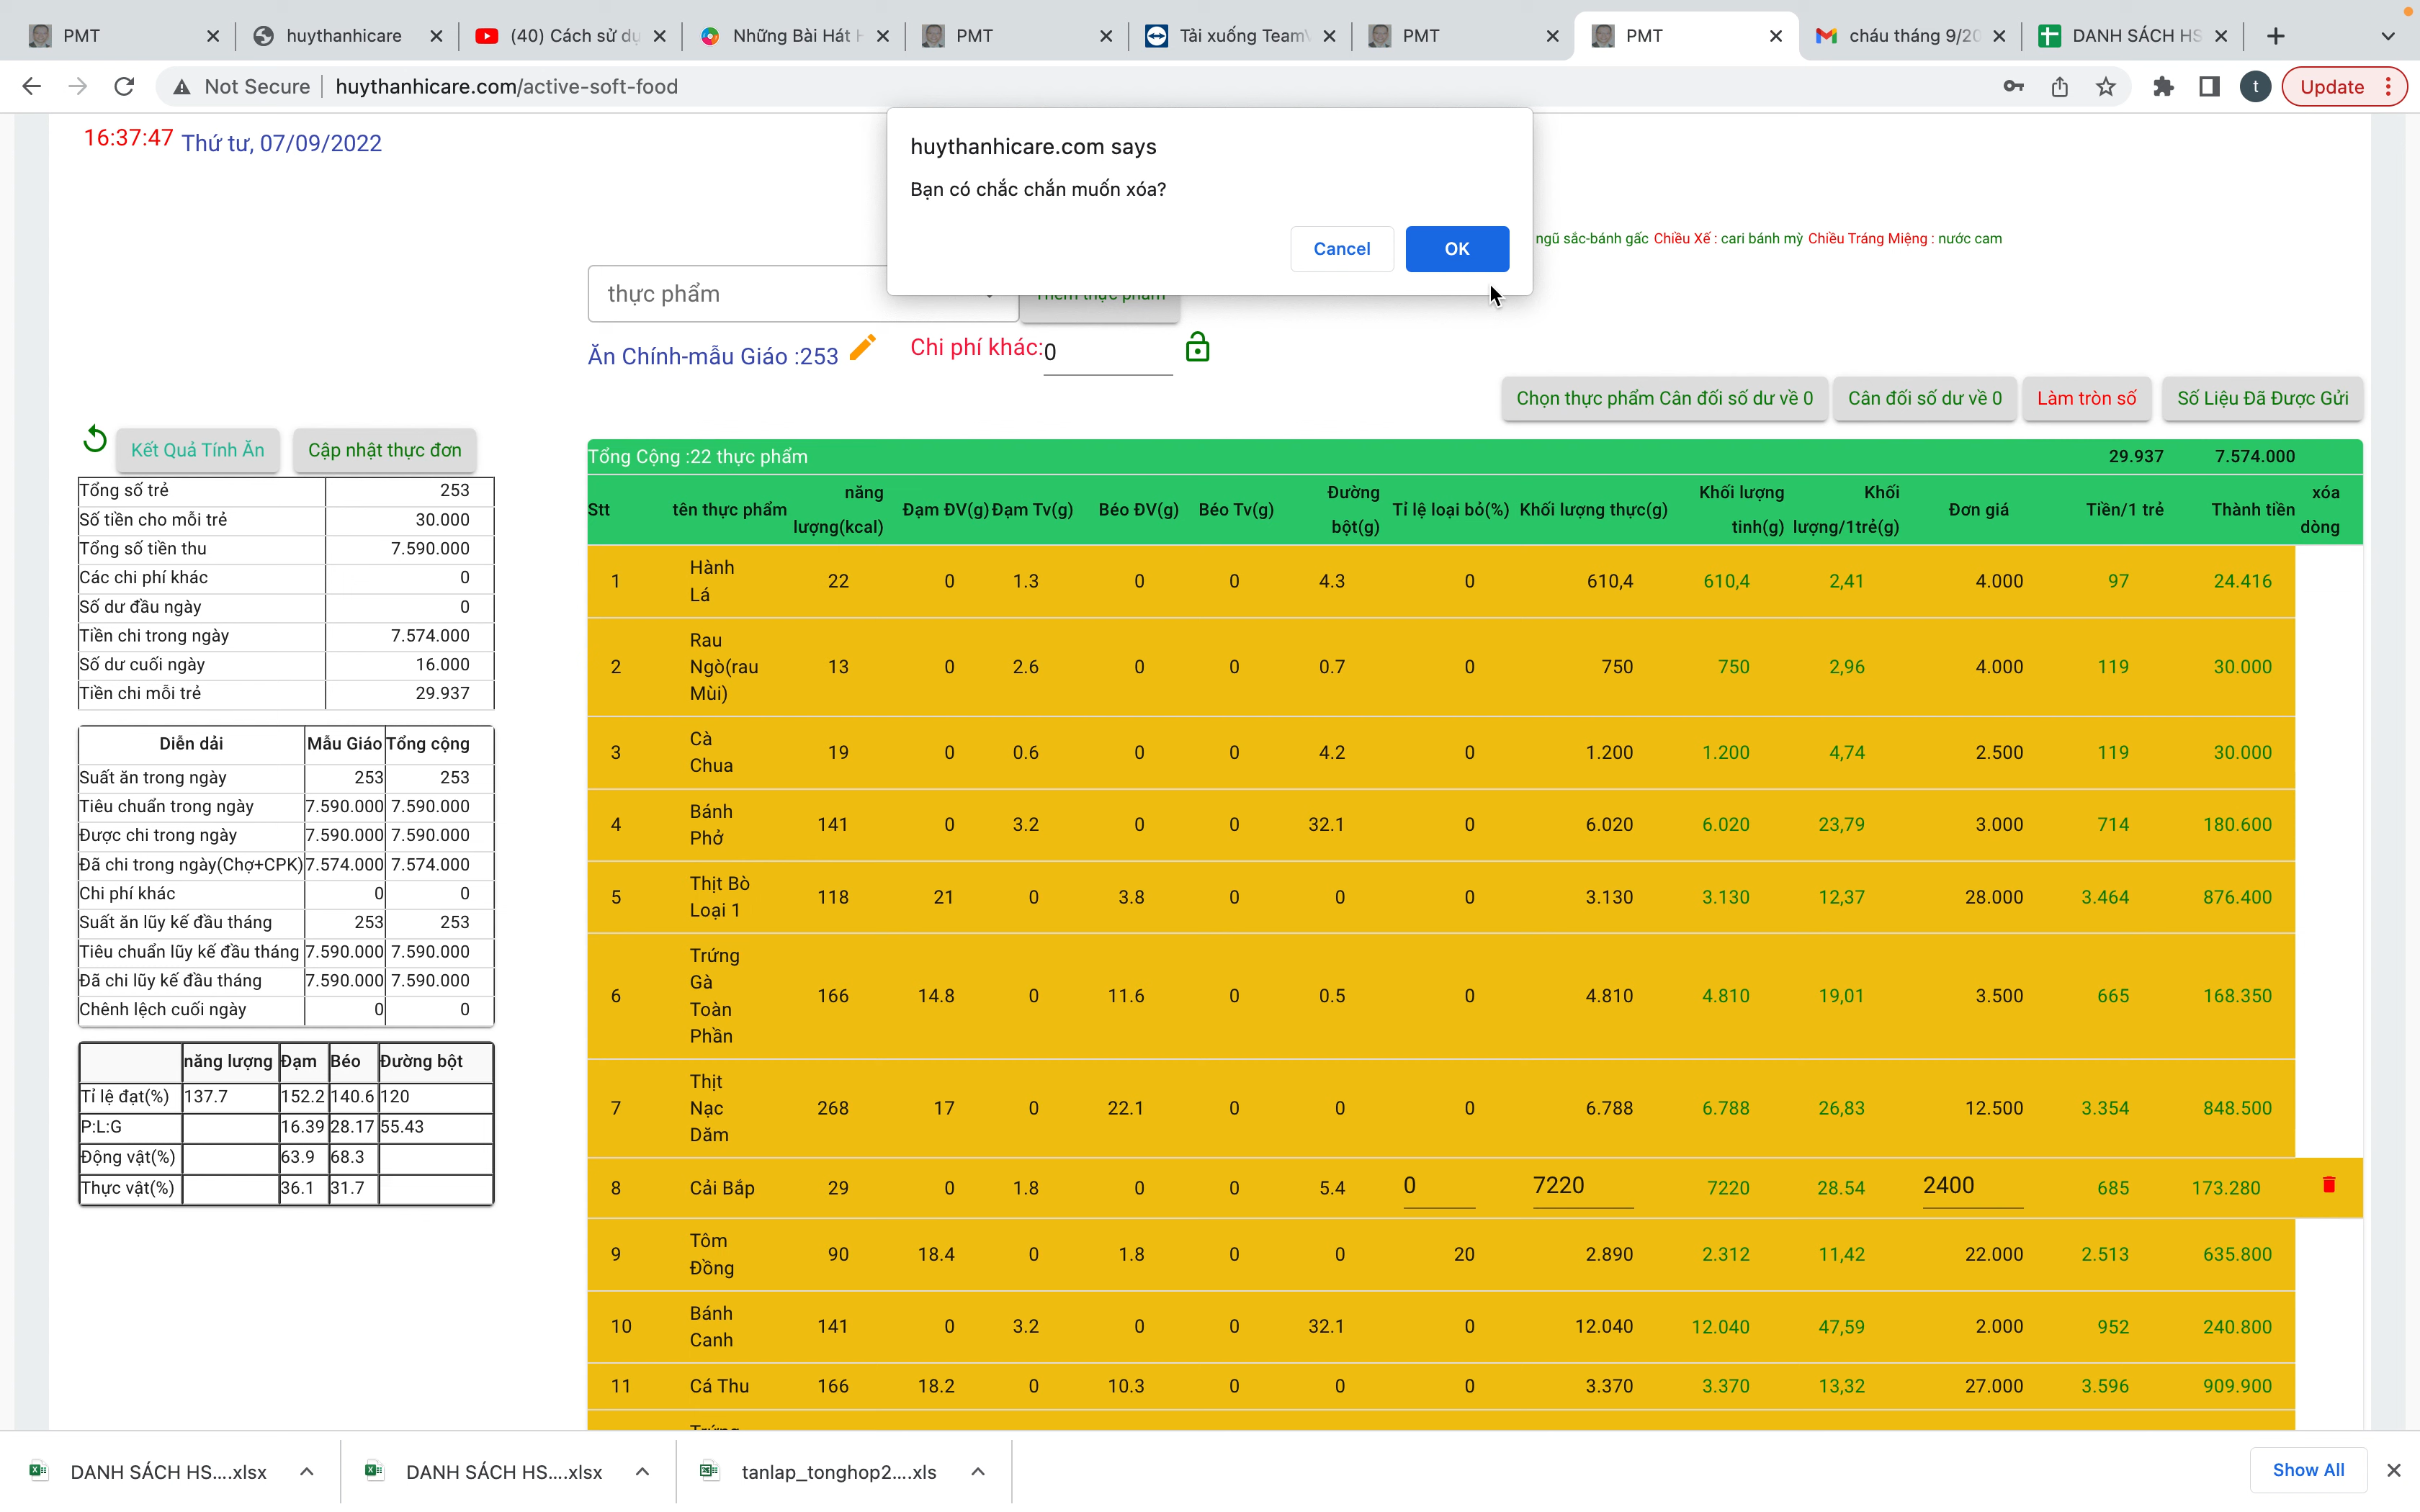 PMT
huythanhicare
(40) Cách sử dụ
Những Bài Hát H
PMT
Tải xuống Team
PMT
PMT
cháu tháng 9/20
DANH SÁCH HS
Not Secure
huythanhicare.com/active-soft-food
t
Update
16:37:47 Thứ tư, 07/09/2022
huythanhicare.com says
Bạn có chắc chắn muốn xóa?
Cancel
OK
ngũ sắc-bánh gấc Chiều Xế : cari bánh mỳ Chiều Tráng Miệng : nước cam
thực phẩm
Ăn Chính-mẫu Giáo :253
Chi phí khác:0
Chọn thực phẩm Cân đối số dư về 0
Cân đối số dư về 0
Làm tròn số
Số Liệu Đã Được Gửi
Kết Quả Tính Ăn
Cập nhật thực đơn
Tổng số trẻ 253
Số tiền cho mỗi trẻ 30.000
Tổng số tiền thu 7.590.000
Các chi phí khác 0
Số dư đầu ngày 0
Tiền chi trong ngày 7.574.000
Số dư cuối ngày 16.000
Tiền chi mỗi trẻ 29.937
Diễn dải Mẫu Giáo Tổng cộng
Suất ăn trong ngày 253 253
Tiêu chuẩn trong ngày 7.590.000 7.590.000
Được chi trong ngày 7.590.000 7.590.000
Đã chi trong ngày(Chợ+CPK) 7.574.000 7.574.000
Chi phí khác 0 0
Suất ăn lũy kế đầu tháng 253 253
Tiêu chuẩn lũy kế đầu tháng 7.590.000 7.590.000
Đã chi lũy kế đầu tháng 7.590.000 7.590.000
Chênh lệch cuối ngày 0 0
năng lượng Đạm Béo Đường bột
Tỉ lệ đạt(%) 137.7 152.2 140.6 120
P:L:G 16.39 28.17 55.43
Động vật(%) 63.9 68.3
Thực vật(%) 36.1 31.7
Tổng Cộng :22 thực phẩm 29.937 7.574.000
Stt tên thực phẩm năng lượng(kcal) Đạm ĐV(g) Đạm Tv(g) Béo ĐV(g) Béo Tv(g) Đường bột(g) Tỉ lệ loại bỏ(%) Khối lượng thực(g) Khối lượng tinh(g) Khối lượng/1trẻ(g) Đơn giá Tiền/1 trẻ Thành tiền xóa dòng
1 Hành Lá 22 0 1.3 0 0 4.3 0 610,4 610,4 2,41 4.000 97 24.416
2 Rau Ngò(rau Mùi) 13 0 2.6 0 0 0.7 0 750 750 2,96 4.000 119 30.000
3 Cà Chua 19 0 0.6 0 0 4.2 0 1.200 1.200 4,74 2.500 119 30.000
4 Bánh Phở 141 0 3.2 0 0 32.1 0 6.020 6.020 23,79 3.000 714 180.600
5 Thịt Bò Loại 1 118 21 0 3.8 0 0 0 3.130 3.130 12,37 28.000 3.464 876.400
6 Trứng Gà Toàn Phần 166 14.8 0 11.6 0 0.5 0 4.810 4.810 19,01 3.500 665 168.350
7 Thịt Nạc Dăm 268 17 0 22.1 0 0 0 6.788 6.788 26,83 12.500 3.354 848.500
8 Cải Bắp 29 0 1.8 0 0 5.4 0 7220 7220 28.54 2400 685 173.280
9 Tôm Đồng 90 18.4 0 1.8 0 0 20 2.890 2.312 11,42 22.000 2.513 635.800
10 Bánh Canh 141 0 3.2 0 0 32.1 0 12.040 12.040 47,59 2.000 952 240.800
11 Cá Thu 166 18.2 0 10.3 0 0 0 3.370 3.370 13,32 27.000 3.596 909.900
DANH SÁCH HS....xlsx
DANH SÁCH HS....xlsx
tanlap_tonghop2....xls
Show All